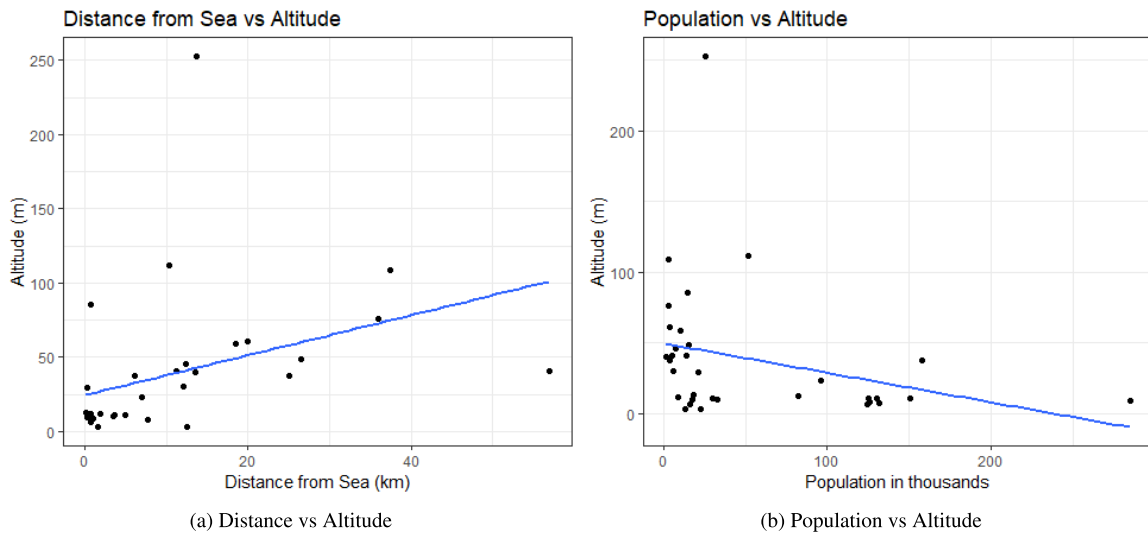 Distance from Sea vs Altitude
250
200
150
100
50
0
Altitude (m)
0
20
40
Distance from Sea (km)
(a) Distance vs Altitude
Population vs Altitude
200
100
0
Altitude (m)
0
100
200
Population in thousands
(b) Population vs Altitude